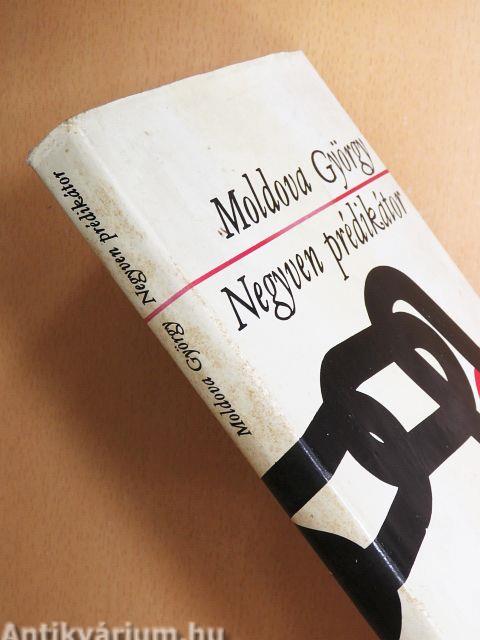 Moldova György
Negyven prédikátor
Moldova György Negyven prédikátor
Antikvárium.hu